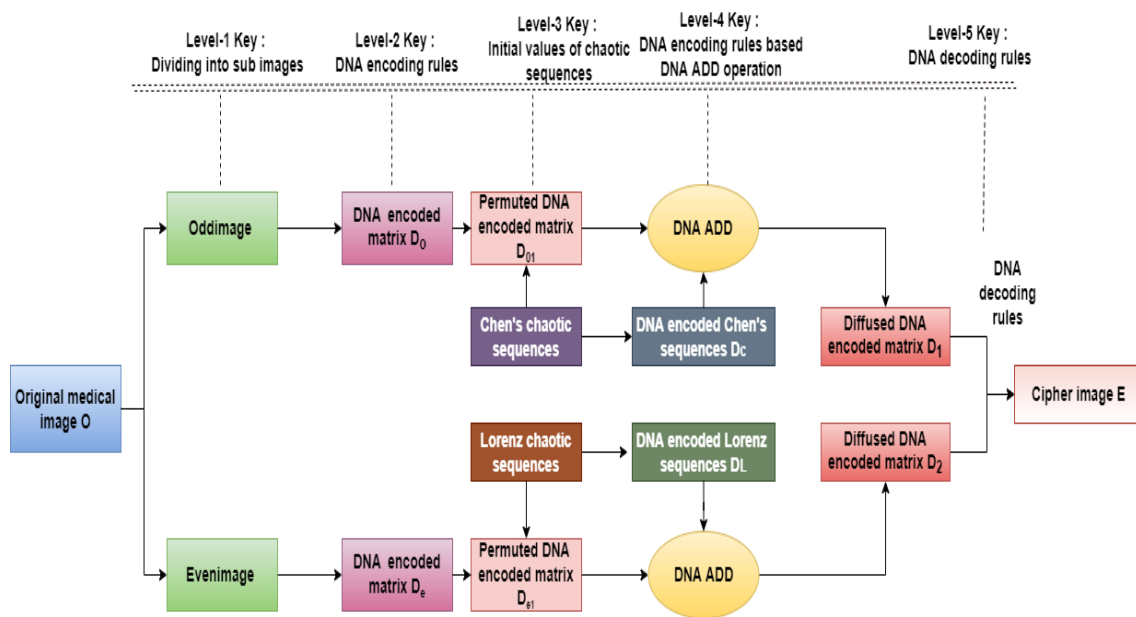 Level-1 Key :
Dividing into sub images
Level-2 Key :
DNA encoding rules
Level-3 Key :
Initial values of chaotic
sequences
Level-4 Key :
DNA encoding rules based
DNA ADD operation
Level-5 Key :
DNA decoding rules
Oddimage
DNA encoded
matrix DO
Permuted DNA
encoded matrix
D01
DNA ADD
DNA
decoding
rules
Chen's chaotic
sequences
DNA encoded Chen's
sequences DC
Diffused DNA
encoded matrix D1
Original medical
image O
Cipher image E
Lorenz chaotic
sequences
DNA encoded Lorenz
sequences DL
Diffused DNA
encoded matrix D2
Evenimage
DNA encoded
matrix De
Permuted DNA
encoded matrix
De1
DNA ADD